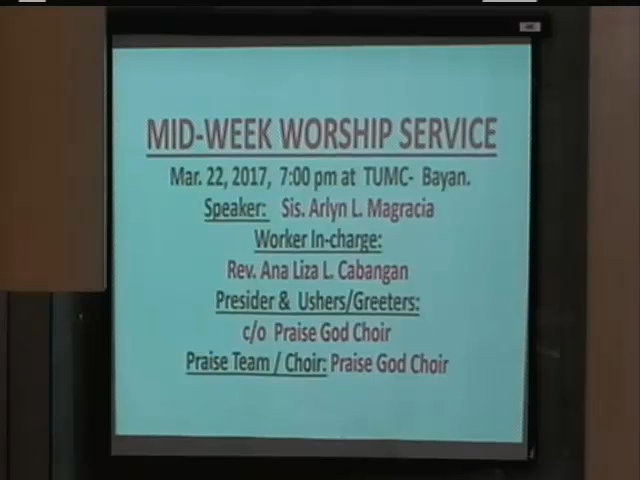 MID-WEEK WORSHIP SERVICE
Mar. 22, 2017, 7:00 pm at TUMC- Bayan.
Speaker: Sis. Arlyn L. Magracia
Worker In-charge:
Rev. Ana Liza L. Cabangan
Presider & Ushers/Greeters:
c/o Praise God Choir
Praise Team / Choir: Praise God Choir